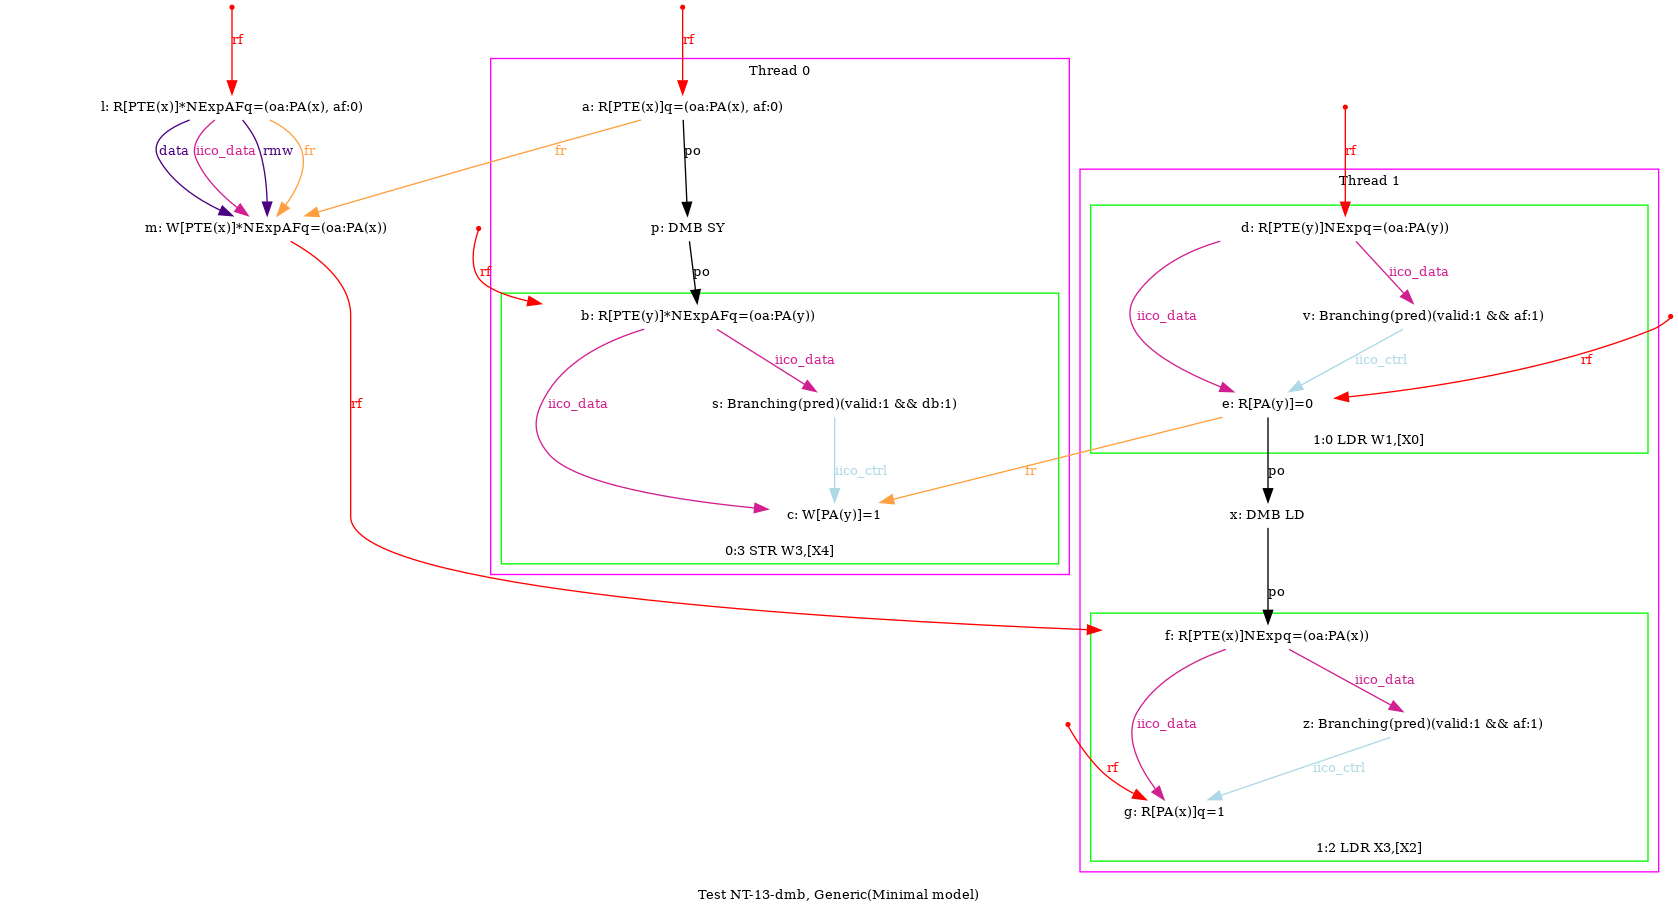 rf
rf
Thread 0
l: R[PTE(x)]*NExpAFq=(oa:PA(x), af:0)
a: R[PTE(x)]q=(oa:PA(x), af:0)
data
iico_data
rmw
fr
fr
po
rf
Thread 1
m: W[PTE(x)]*NExpAFq=(oa:PA(x))
p: DMB SY
d: R[PTE(y)]NExpq=(oa:PA(y))
rf
po
iico_data
b: R[PTE(y)]*NExpAFq=(oa:PA(y))
iico_data
v: Branching(pred)(valid:1 && af:1)
iico_data
iico_ctrl
rf
rf
iico_data
s: Branching(pred)(valid:1 && db:1)
e: R[PA(y)]=0
1:0 LDR W1,[X0]
iico_ctrl
fr
po
c: W[PA(y)]=1
x: DMB LD
0:3 STR W3,[X4]
po
f: R[PTE(x)]NExpq=(oa:PA(x))
iico_data
iico_data
z: Branching(pred)(valid:1 && af:1)
rf
iico_ctrl
g: R[PA(x)]q=1
1:2 LDR X3,[X2]
Test NT-13-dmb, Generic(Minimal model)